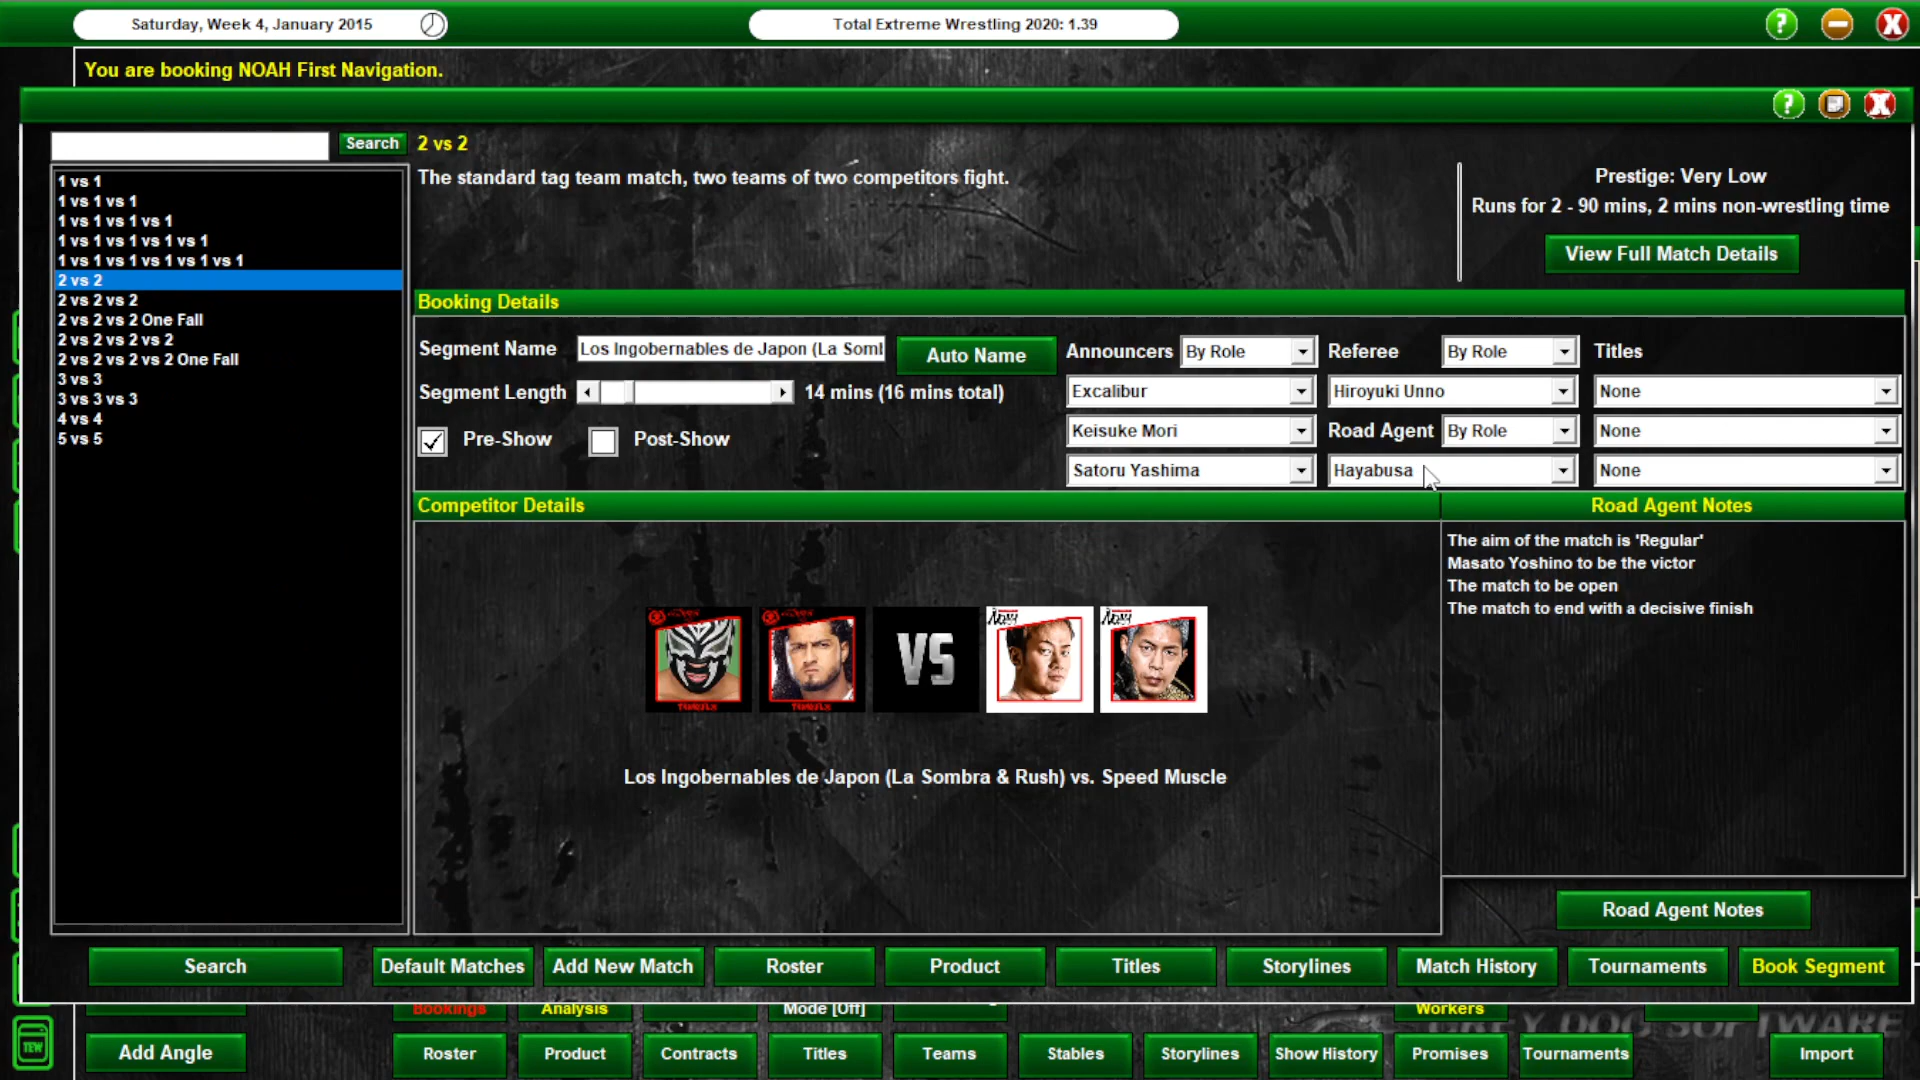 Saturday, Week 4, January 2015
Total Extreme Wrestling 2020: 1.39
You are booking NOAH First Navigation.
Search
2 vs 2
The standard tag team match, two teams of two competitors fight.
Prestige: Very Low
Runs for 2 - 90 mins, 2 mins non-wrestling time
View Full Match Details
1 vs 1
1 vs 1 vs 1
1 vs 1 vs 1 vs 1
1 vs 1 vs 1 vs 1 vs 1
1 vs 1 vs 1 vs 1 vs 1 vs 1
2 vs 2
2 vs 2 vs 2
2 vs 2 vs 2 One Fall
2 vs 2 vs 2 vs 2
2 vs 2 vs 2 vs 2 One Fall
3 vs 3
3 vs 3 vs 3
4 vs 4
5 vs 5
Booking Details
Segment Name
Los Ingobernables de Japon (La Soml
Auto Name
Segment Length
14 mins (16 mins total)
Pre-Show
Post-Show
Announcers
By Role
Excalibur
Keisuke Mori
Satoru Yashima
Referee
By Role
Hiroyuki Unno
Road Agent
By Role
Hayabusa
Titles
None
None
None
Competitor Details
VS
Los Ingobernables de Japon (La Sombra & Rush) vs. Speed Muscle
Road Agent Notes
The aim of the match is 'Regular'
Masato Yoshino to be the victor
The match to be open
The match to end with a decisive finish
Road Agent Notes
Search
Default Matches
Add New Match
Roster
Product
Titles
Storylines
Match History
Tournaments
Book Segment
Bookings
Analysis
Mode [Off]
Workers
GREY DOG SOFTWARE
TEW
Add Angle
Roster
Product
Contracts
Titles
Teams
Stables
Storylines
Show History
Promises
Tournaments
Import